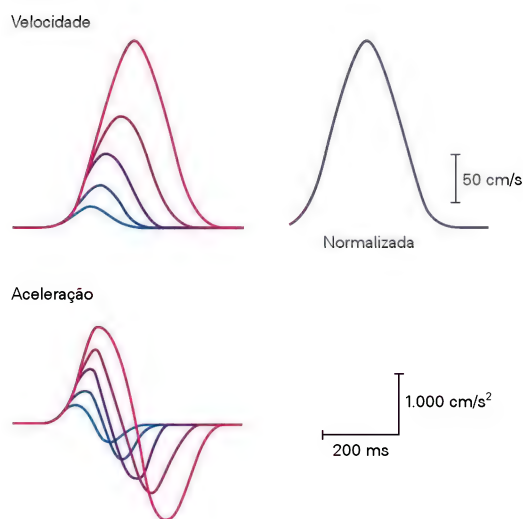 Velocidade
50 cm/s
Normalizada
Aceleração
1.000 cm/s²
200 ms